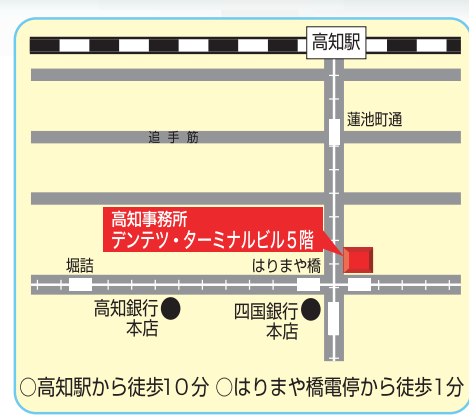 高知駅
蓮池町通
追手筋
高知事務所
デンテツ・ターミナルビル5階
堀詰
はりまや橋
高知銀行
本店
四国銀行
本店
○高知駅から徒歩10分 ○はりまや橋電停から徒歩1分